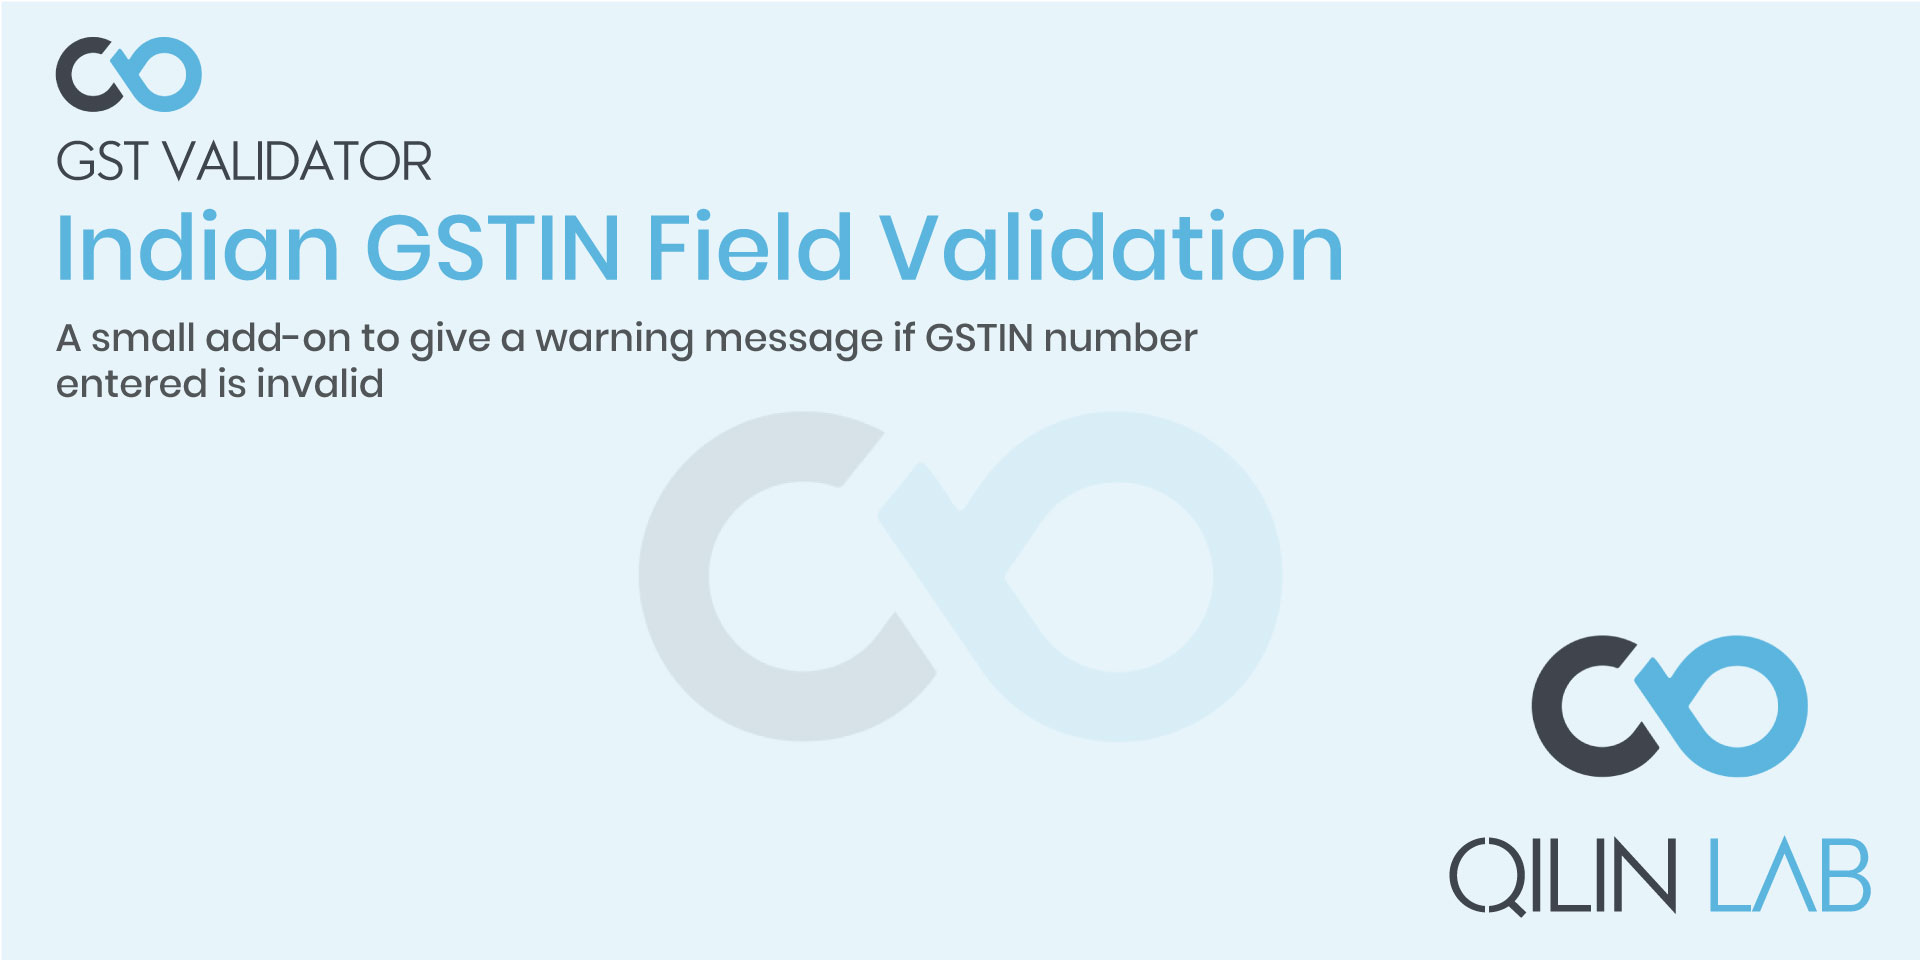 GST VALIDATOR
Indian GSTIN Field Validation
A small add-on to give a warning message if GSTIN number
entered is invalid
QILIN LAB